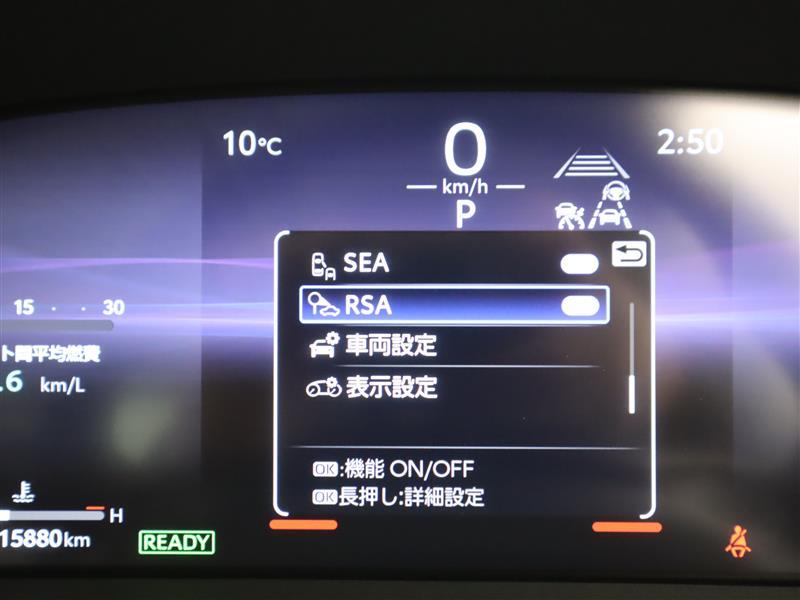 10℃
0
km/h
P
2:50
SEA
RSA
車両設定
表示設定
OK:機能 ON/OFF
OK長押し:詳細設定
15 · · 30
ト間平均燃費
.6 km/L
H
15880km
READY